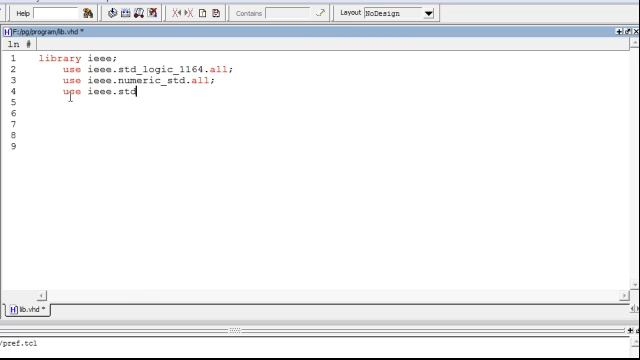 Help
Contains
Layout NoDesign
F:/pg/program/lib.vhd *
ln #
1 library ieee;
2 use ieee.std_logic_1164.all;
3 use ieee.numeric_std.all;
4 use ieee.std
5
6
7
8
9
lib.vhd *
/pref.tcl